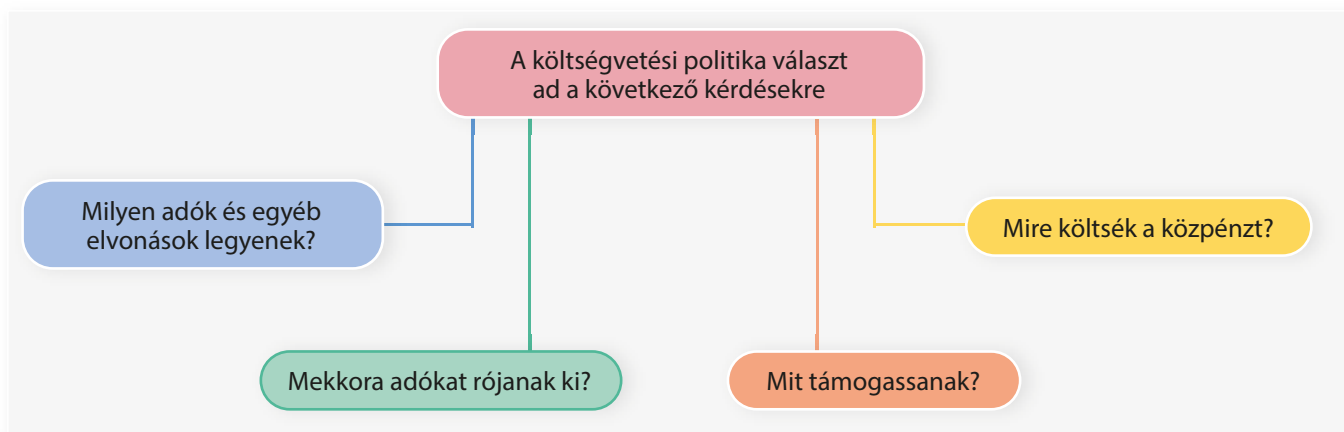 A költségvetési politika választ
ad a következő kérdésekre
Milyen adók és egyéb
elvonások legyenek?
Mire költsék a közpénzt?
Mekkora adókat rójanak ki?
Mit támogassanak?